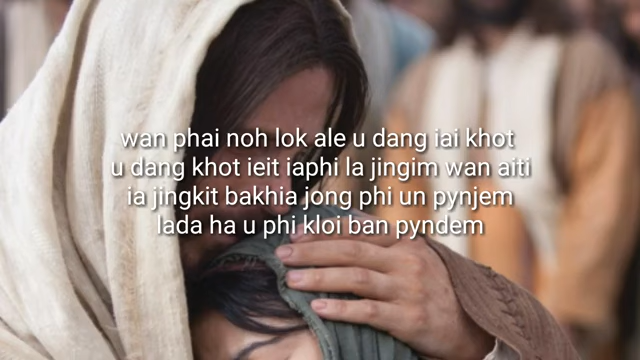 wan phai noh lok ale u dang iai khot
u dang khot ieit iaphi la jingim wan aiti
ia jingkit bakhia jong phi un pynjem
lada ha u phi kloi ban pyndem